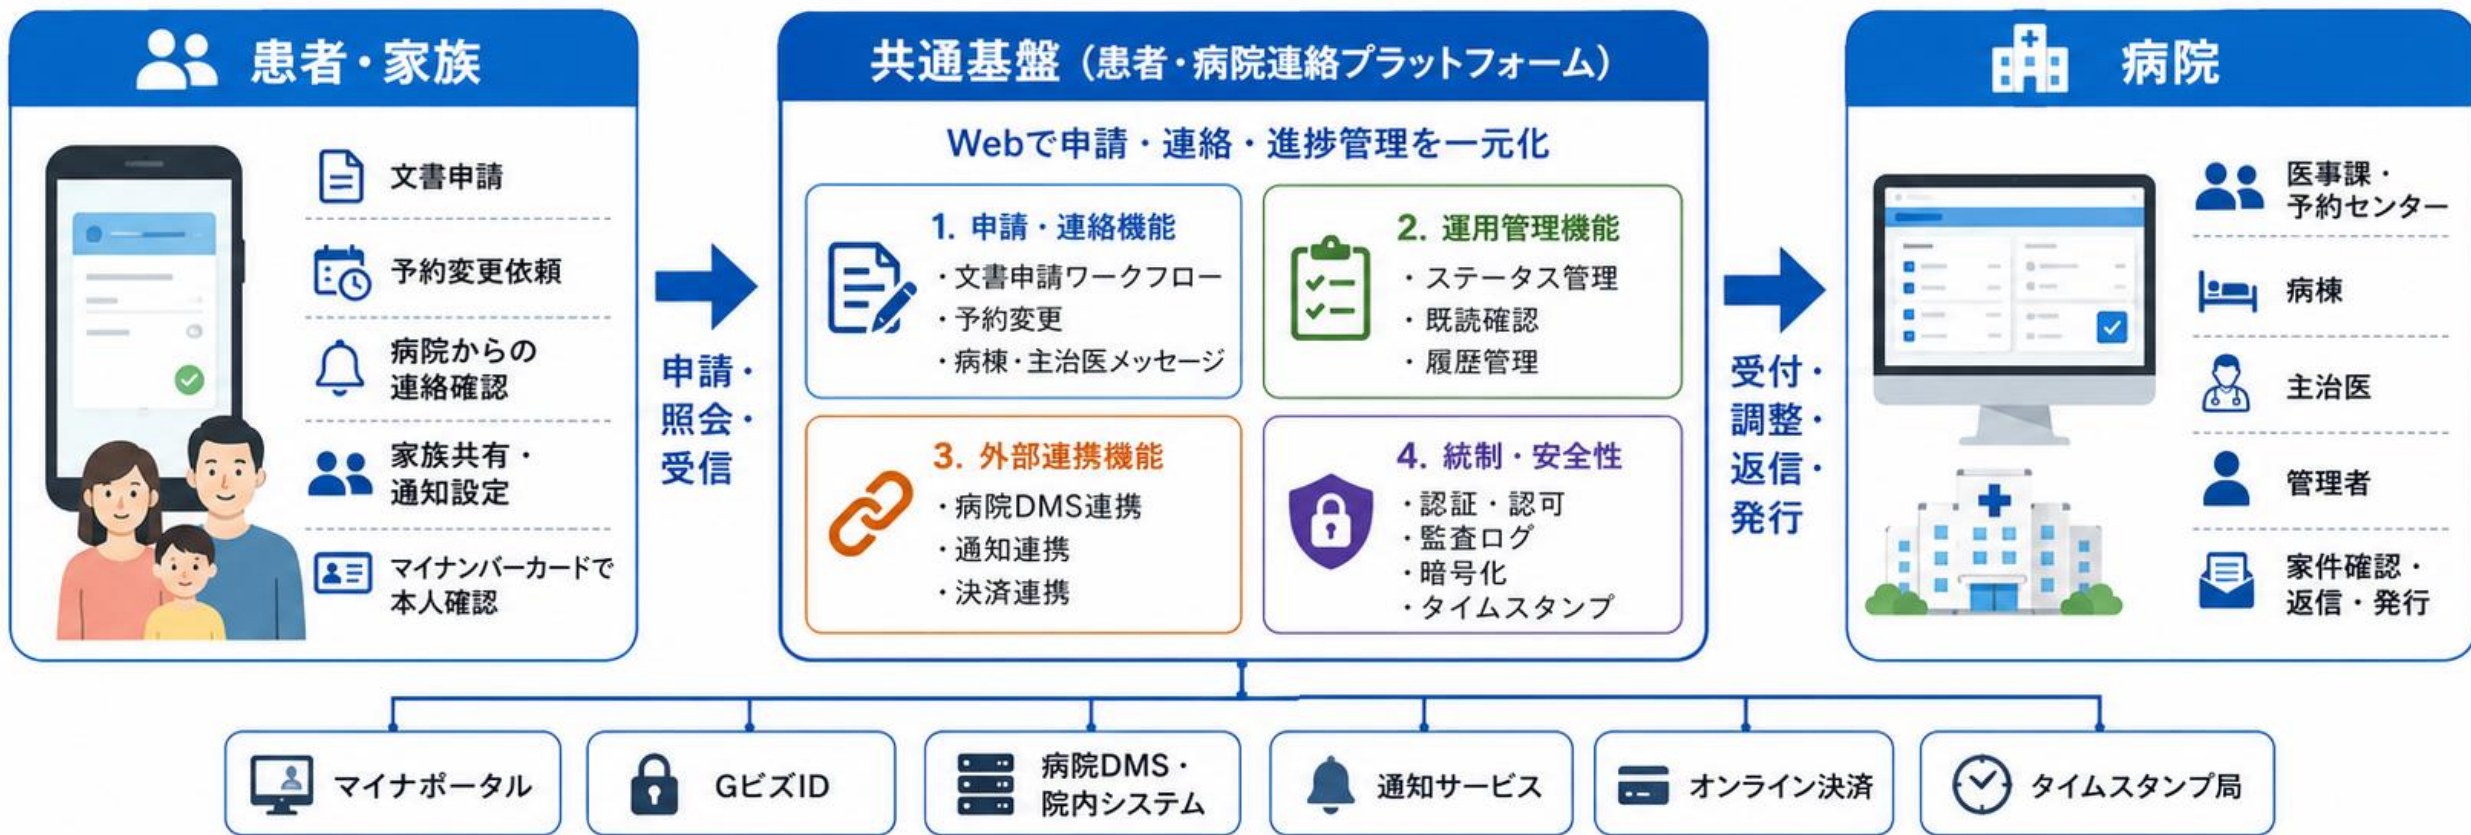 患者・家族
文書申請
予約変更依頼
病院からの
連絡確認
家族共有・
通知設定
マイナンバーカードで
本人確認
申請・
照会・
受信
共通基盤（患者・病院連絡プラットフォーム）
Webで申請・連絡・進捗管理を一元化
1. 申請・連絡機能
・文書申請ワークフロー
・予約変更
・病棟・主治医メッセージ
2. 運用管理機能
・ステータス管理
・既読確認
・履歴管理
3. 外部連携機能
・病院DMS連携
・通知連携
・決済連携
4. 統制・安全性
・認証・認可
・監査ログ
・暗号化
・タイムスタンプ
受付・
調整・
返信・
発行
病院
医事課・
予約センター
病棟
主治医
管理者
家件確認・
返信・発行
マイナポータル
GビズID
病院DMS・
院内システム
通知サービス
オンライン決済
タイムスタンプ局